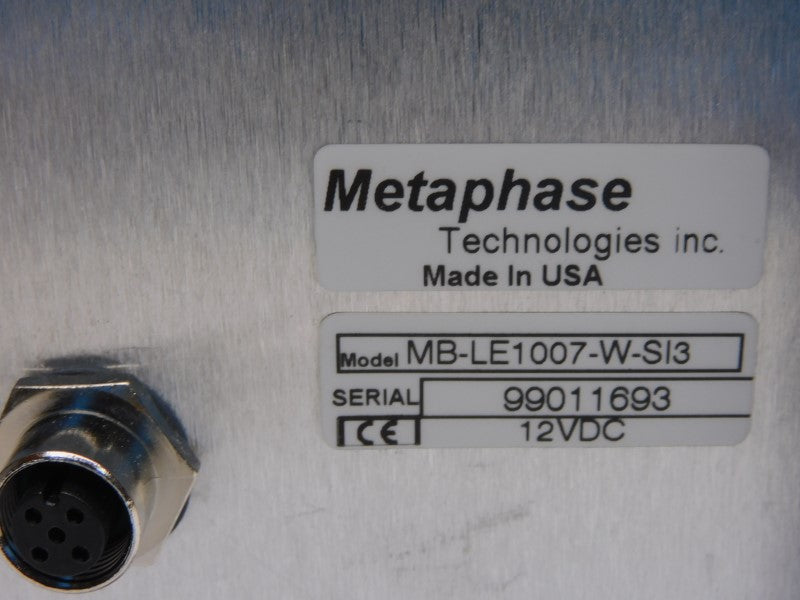 Metaphase
Technologies inc.
Made In USA
Model MB-LE1007-W-SI3
SERIAL 99011693
CE 12VDC